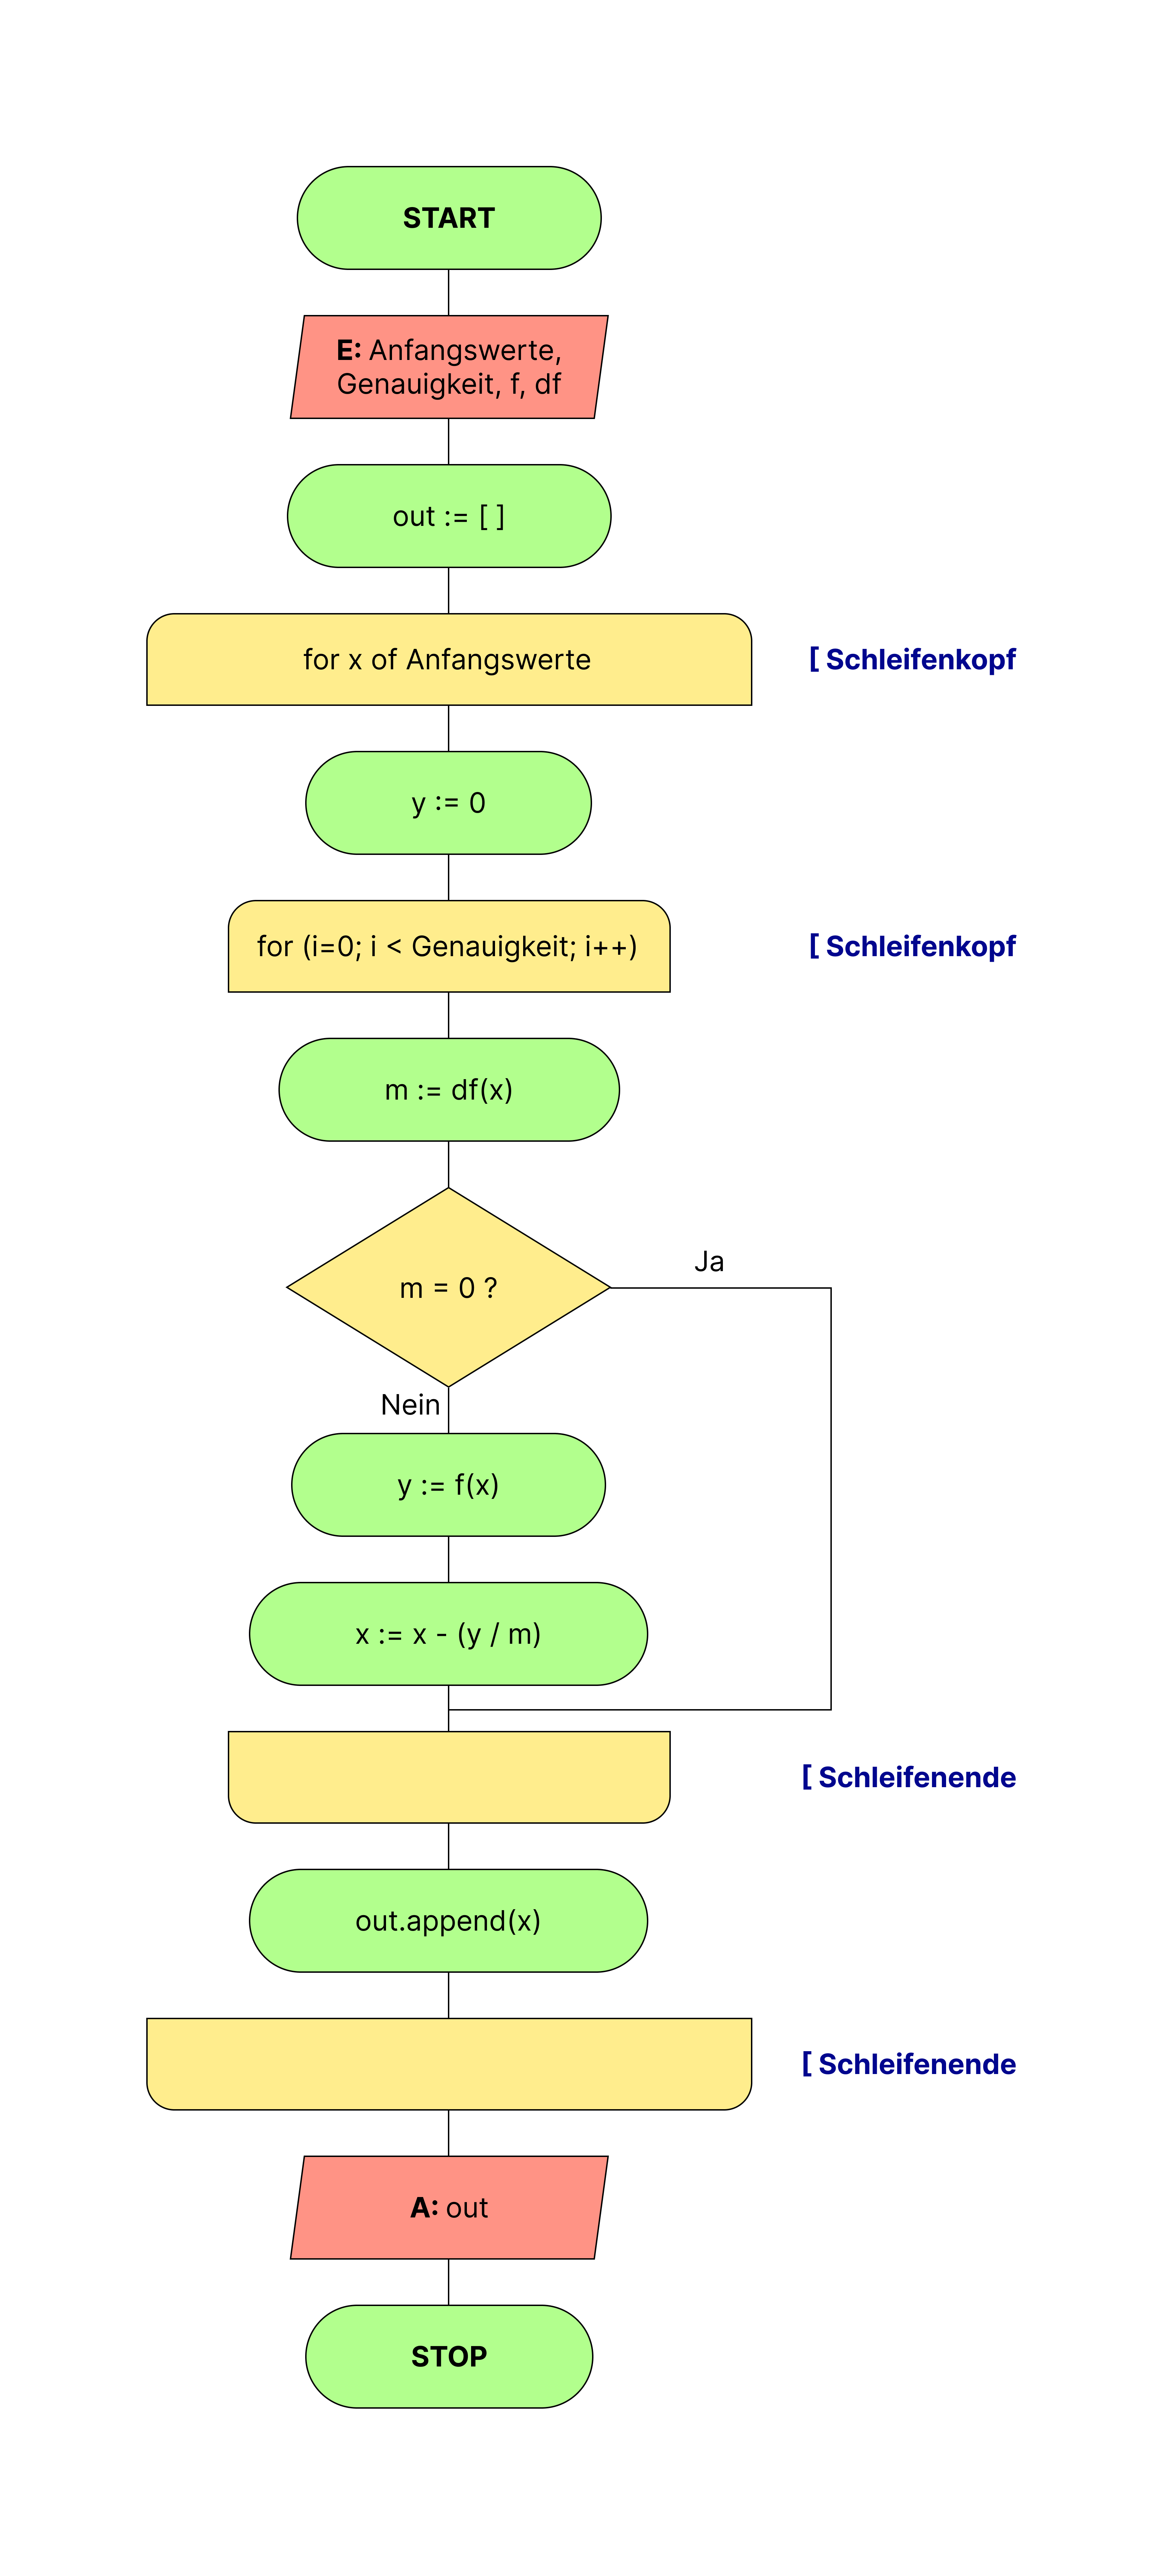 START
E: Anfangswerte,
Genauigkeit, f, df
out := [ ]
for x of Anfangswerte
[ Schleifenkopf
y := 0
for (i=0; i < Genauigkeit; i++)
[ Schleifenkopf
m := df(x)
m = 0 ?
Ja
Nein
y := f(x)
x := x - (y / m)
[ Schleifenende
out.append(x)
[ Schleifenende
A: out
STOP